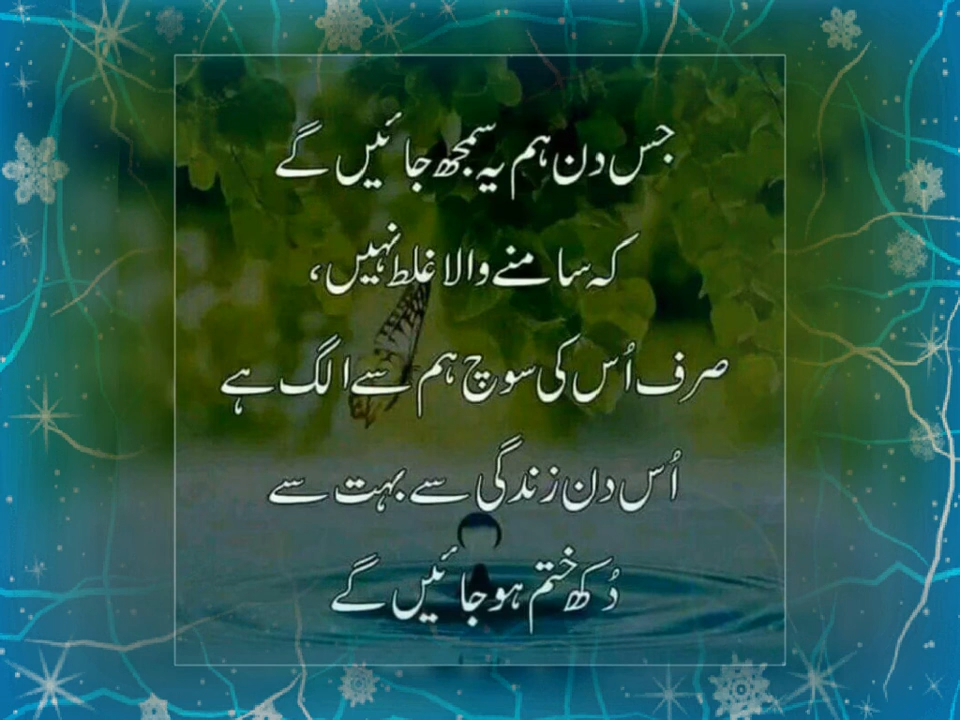 جس دن ہم یہ سمجھ جائیں گے
کہ سامنے والا غلط نہیں،
صرف اُس کی سوچ ہم سے الگ ہے
اُس دن زندگی سے بہت سے
دُکھ ختم ہو جائیں گے